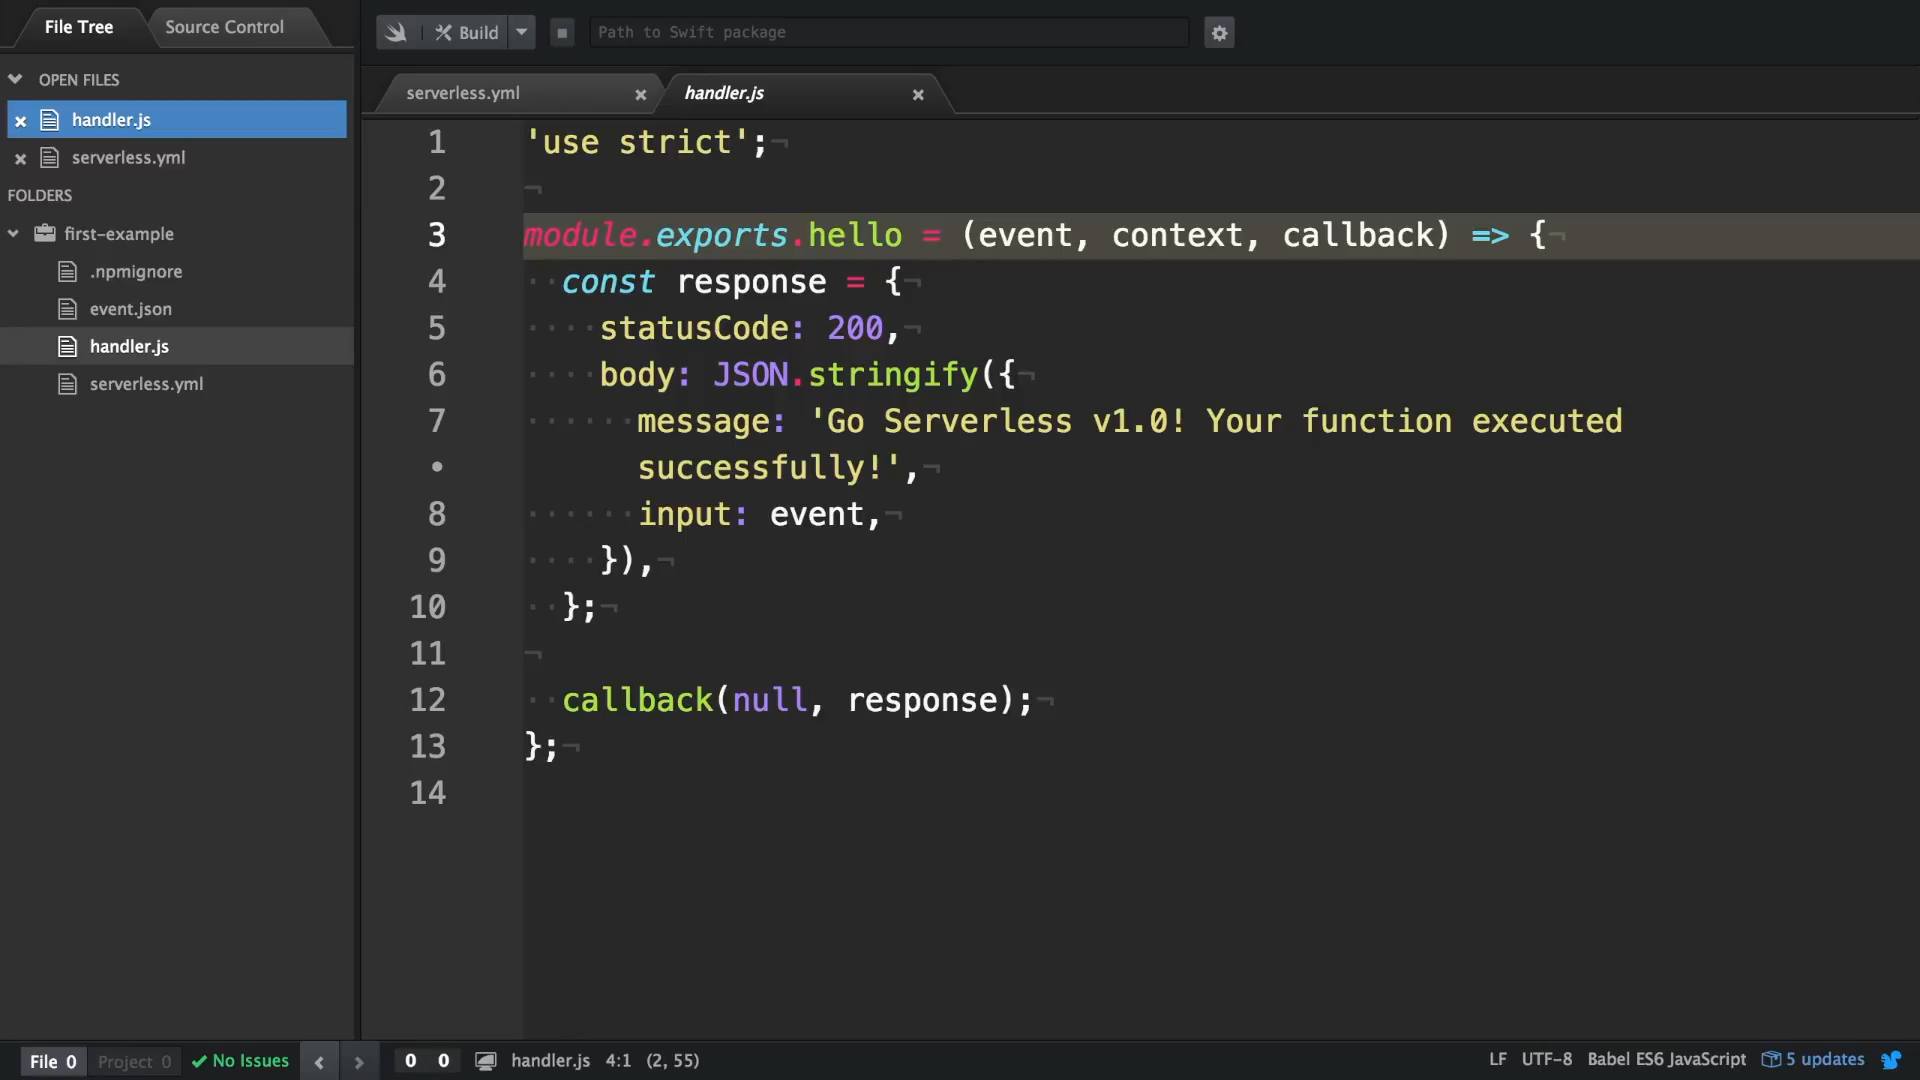 File Tree
Source Control
Build
Path to Swift package
OPEN FILES
handler.js
serverless.yml
FOLDERS
first-example
.npmignore
event.json
handler.js
serverless.yml
serverless.yml
handler.js
1 'use strict';¬
2 ¬
3 module.exports.hello = (event, context, callback) => {¬
4 ··const response = {¬
5 ····statusCode: 200,¬
6 ····body: JSON.stringify({¬
7 ······message: 'Go Serverless v1.0! Your function executed
• successfully!',¬
8 ······input: event,¬
9 ····}),¬
10 ··};¬
11 ¬
12 ··callback(null, response);¬
13 };¬
14
File 0 Project 0 No Issues 0 0 handler.js 4:1 (2, 55) LF UTF-8 Babel ES6 JavaScript 5 updates